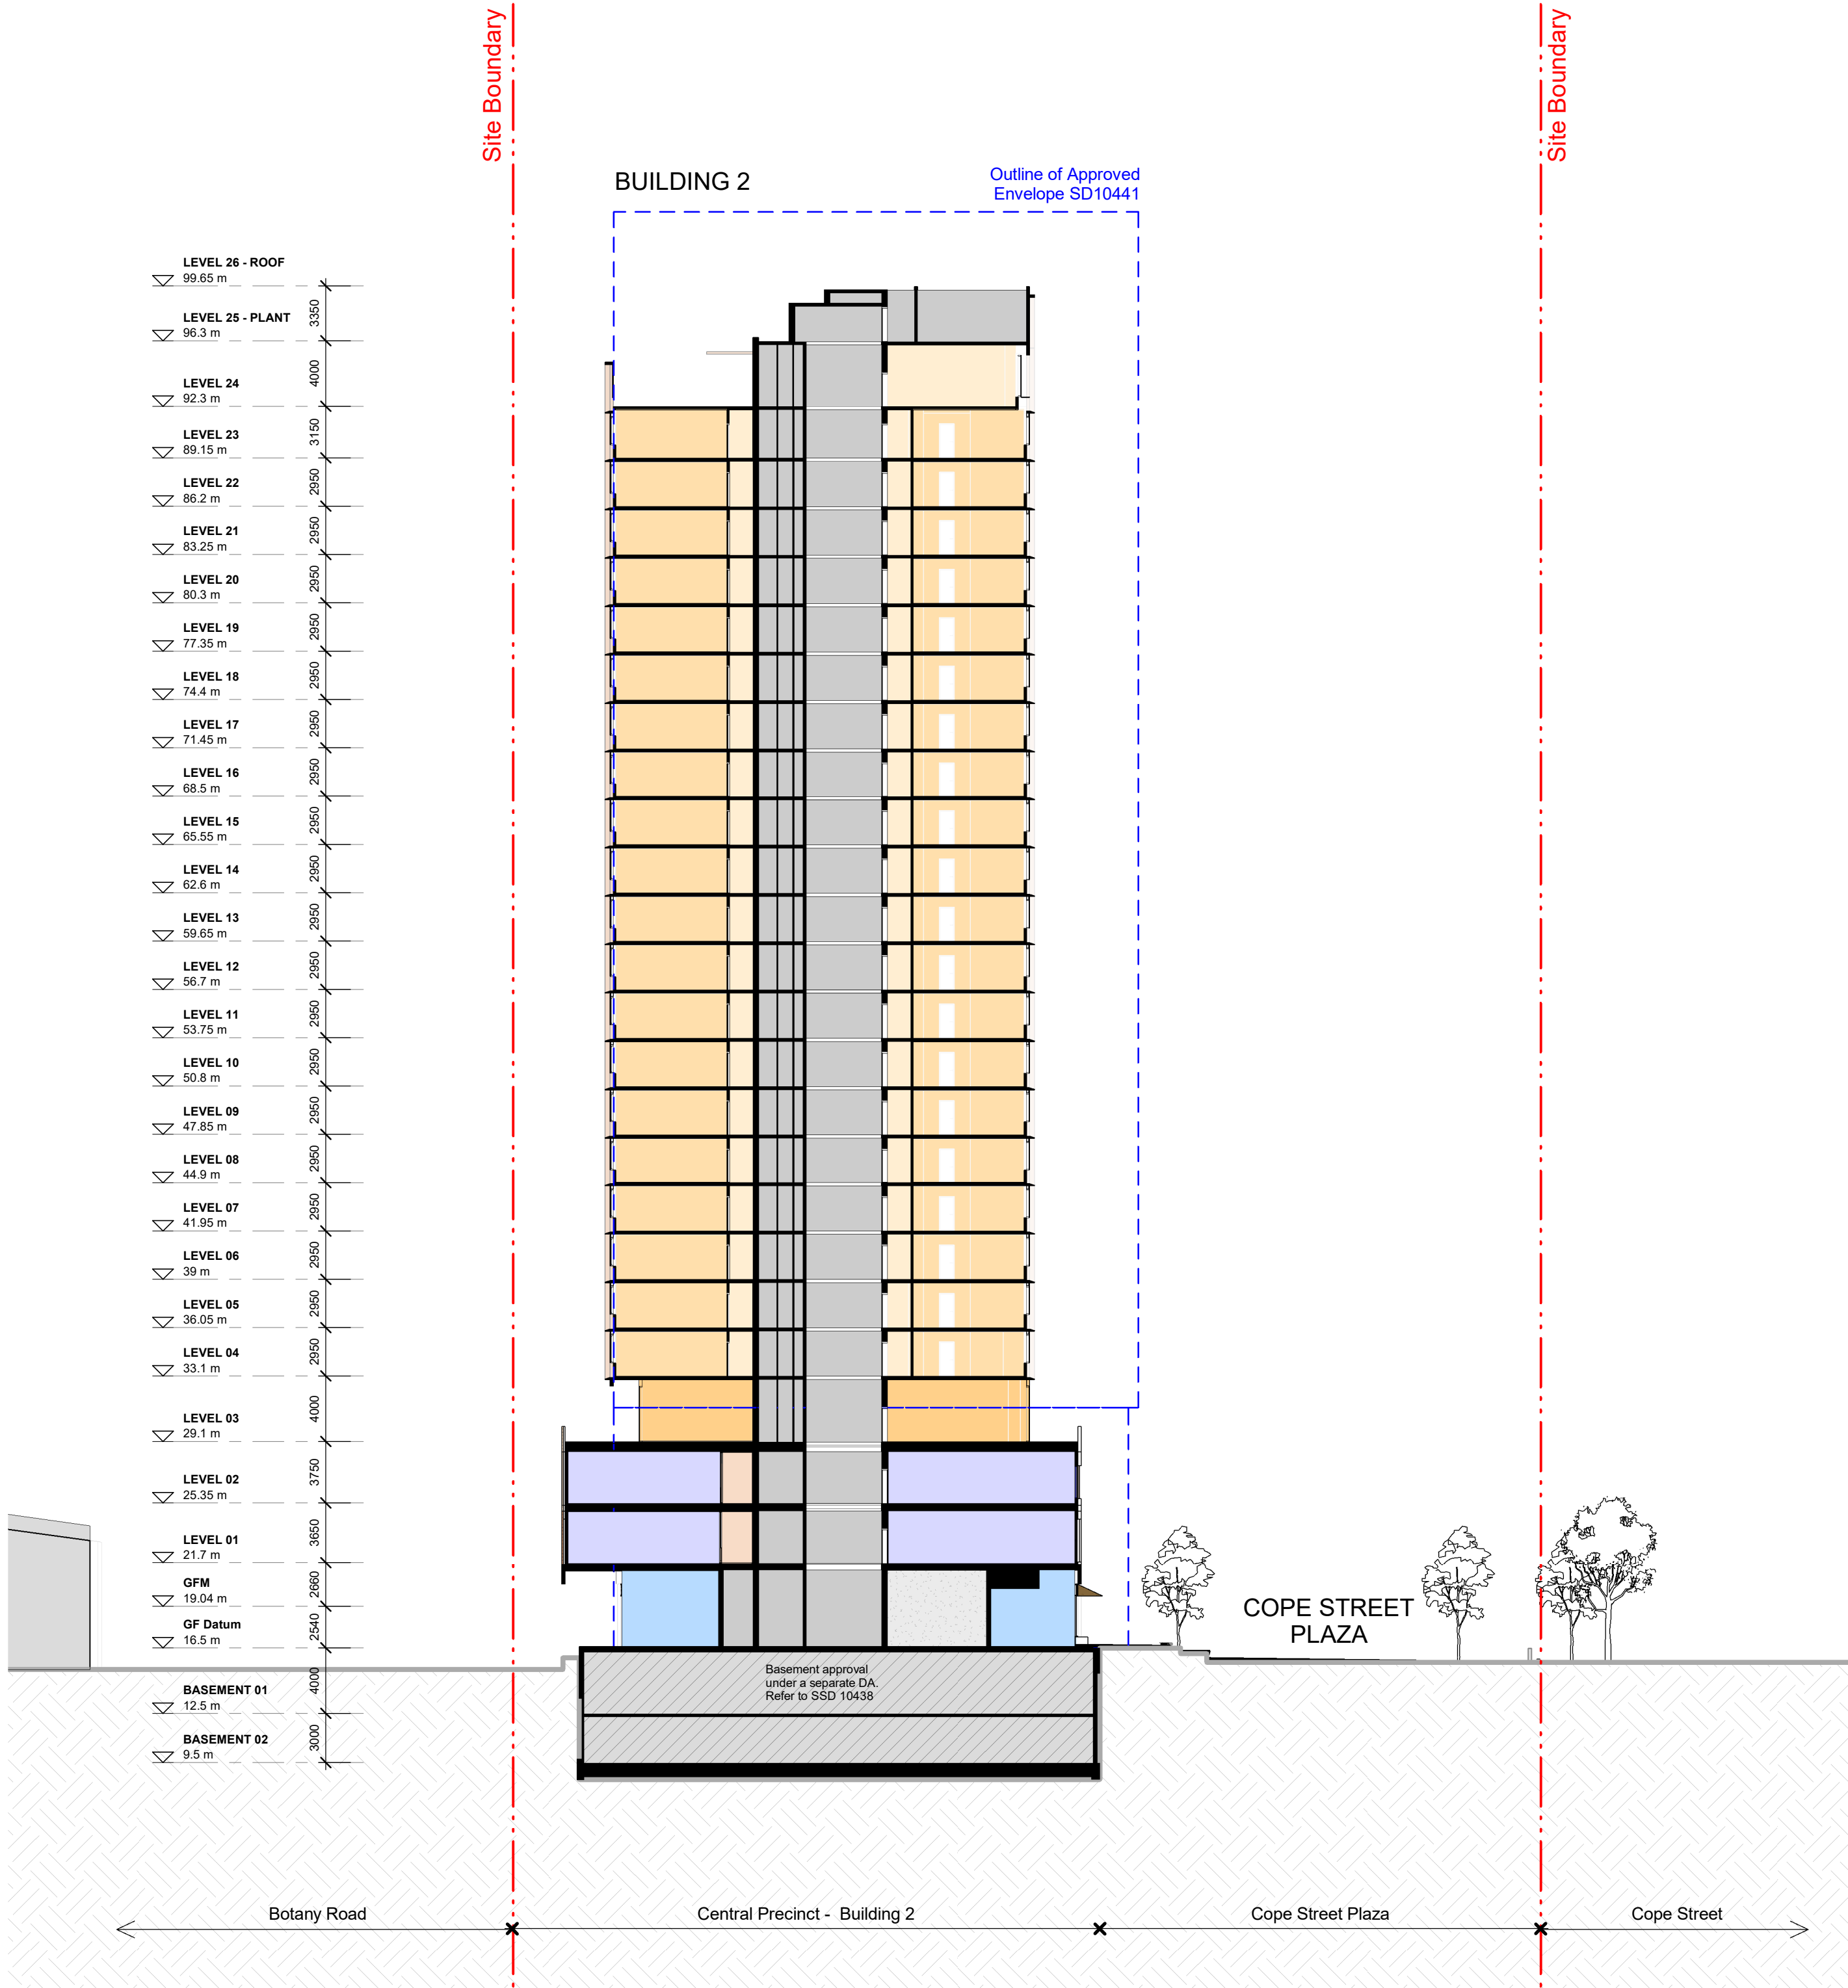 Site Boundary
Site Boundary
BUILDING 2
Outline of Approved
Envelope SD10441
LEVEL 26 - ROOF
99.65 m
3350
LEVEL 25 - PLANT
96.3 m
4000
LEVEL 24
92.3 m
3150
LEVEL 23
89.15 m
2950
LEVEL 22
86.2 m
2950
LEVEL 21
83.25 m
2950
LEVEL 20
80.3 m
2950
LEVEL 19
77.35 m
2950
LEVEL 18
74.4 m
2950
LEVEL 17
71.45 m
2950
LEVEL 16
68.5 m
2950
LEVEL 15
65.55 m
2950
LEVEL 14
62.6 m
2950
LEVEL 13
59.65 m
2950
LEVEL 12
56.7 m
2950
LEVEL 11
53.75 m
2950
LEVEL 10
50.8 m
2950
LEVEL 09
47.85 m
2950
LEVEL 08
44.9 m
2950
LEVEL 07
41.95 m
2950
LEVEL 06
39 m
2950
LEVEL 05
36.05 m
2950
LEVEL 04
33.1 m
4000
LEVEL 03
29.1 m
3750
LEVEL 02
25.35 m
3650
LEVEL 01
21.7 m
2660
GFM
19.04 m
2540
GF Datum
16.5 m
4000
BASEMENT 01
12.5 m
3000
BASEMENT 02
9.5 m
COPE STREET
PLAZA
Basement approval
under a separate DA.
Refer to SSD 10438
Botany Road
Central Precinct - Building 2
Cope Street Plaza
Cope Street